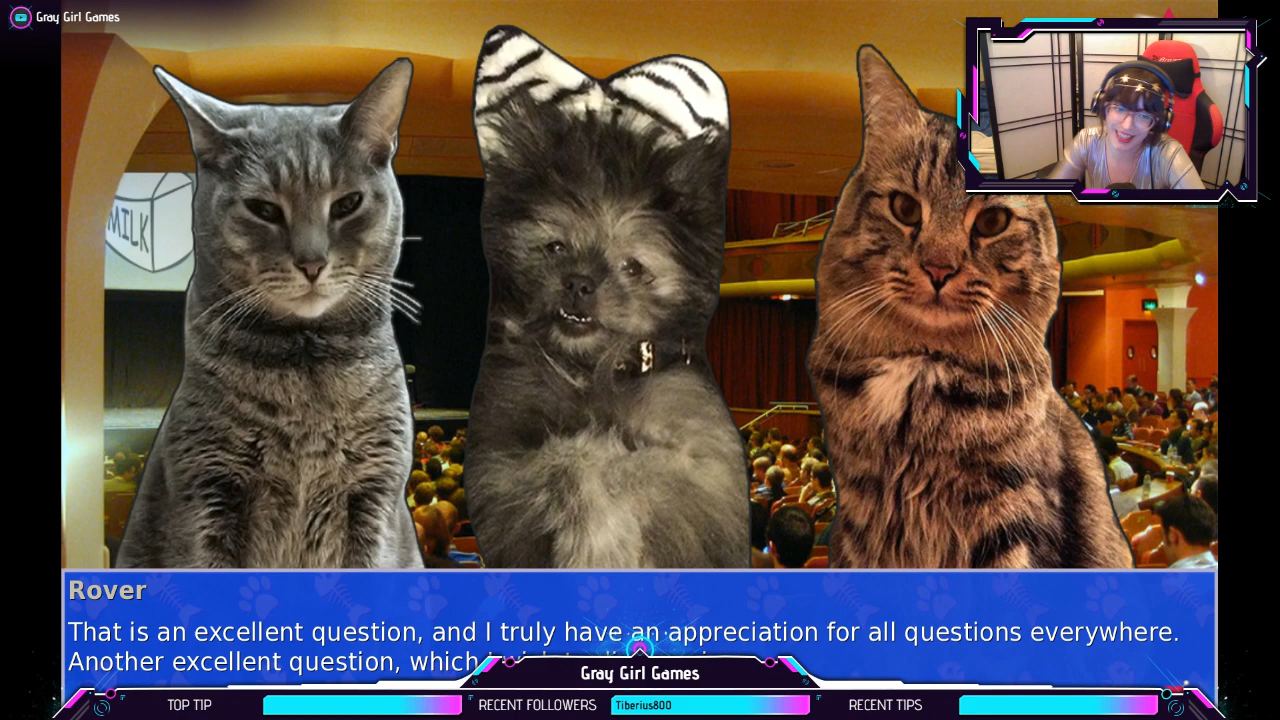 Gray Girl Games
MILK
Rover
That is an excellent question, and I truly have an appreciation for all questions everywhere.
Another excellent question, which
Gray Girl Games
TOP TIP
RECENT FOLLOWERS
Tiberius800
RECENT TIPS